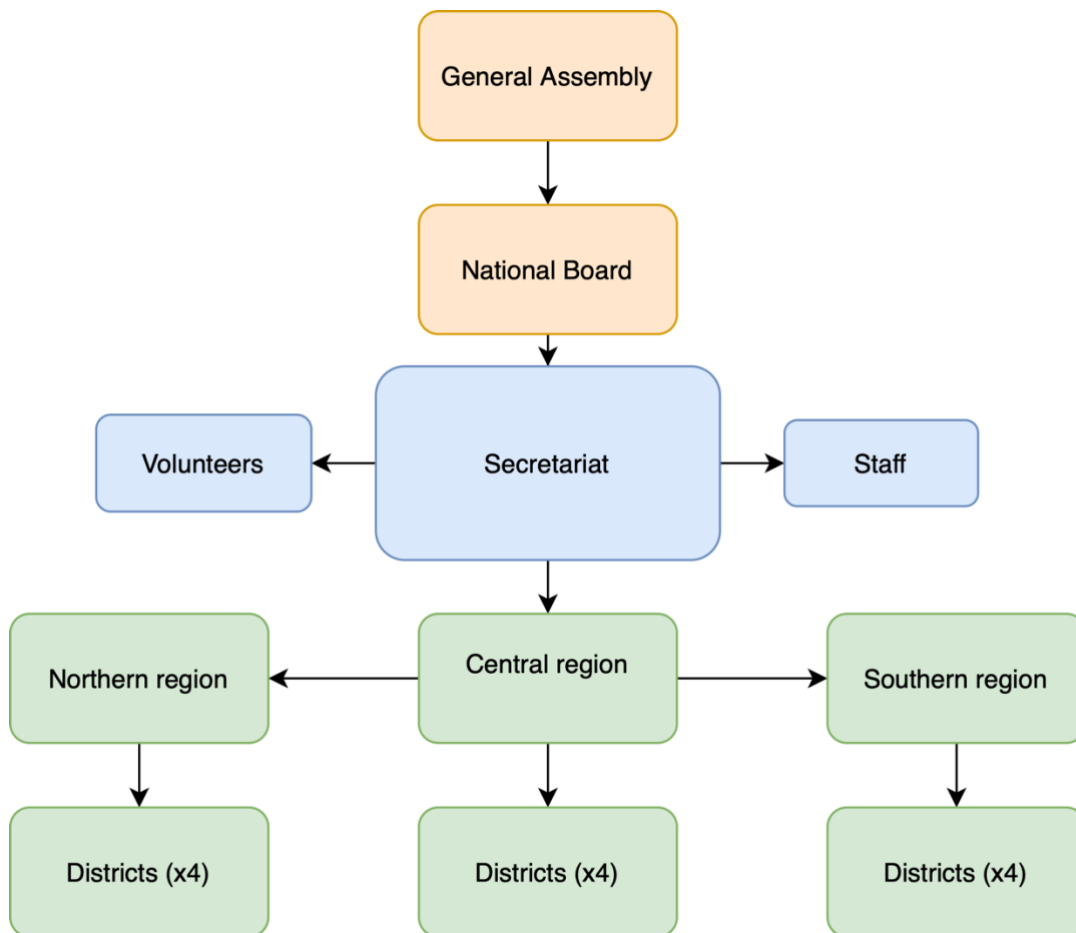 General Assembly
National Board
Volunteers
Secretariat
Staff
Northern region
Central region
Southern region
Districts (x4)
Districts (x4)
Districts (x4)